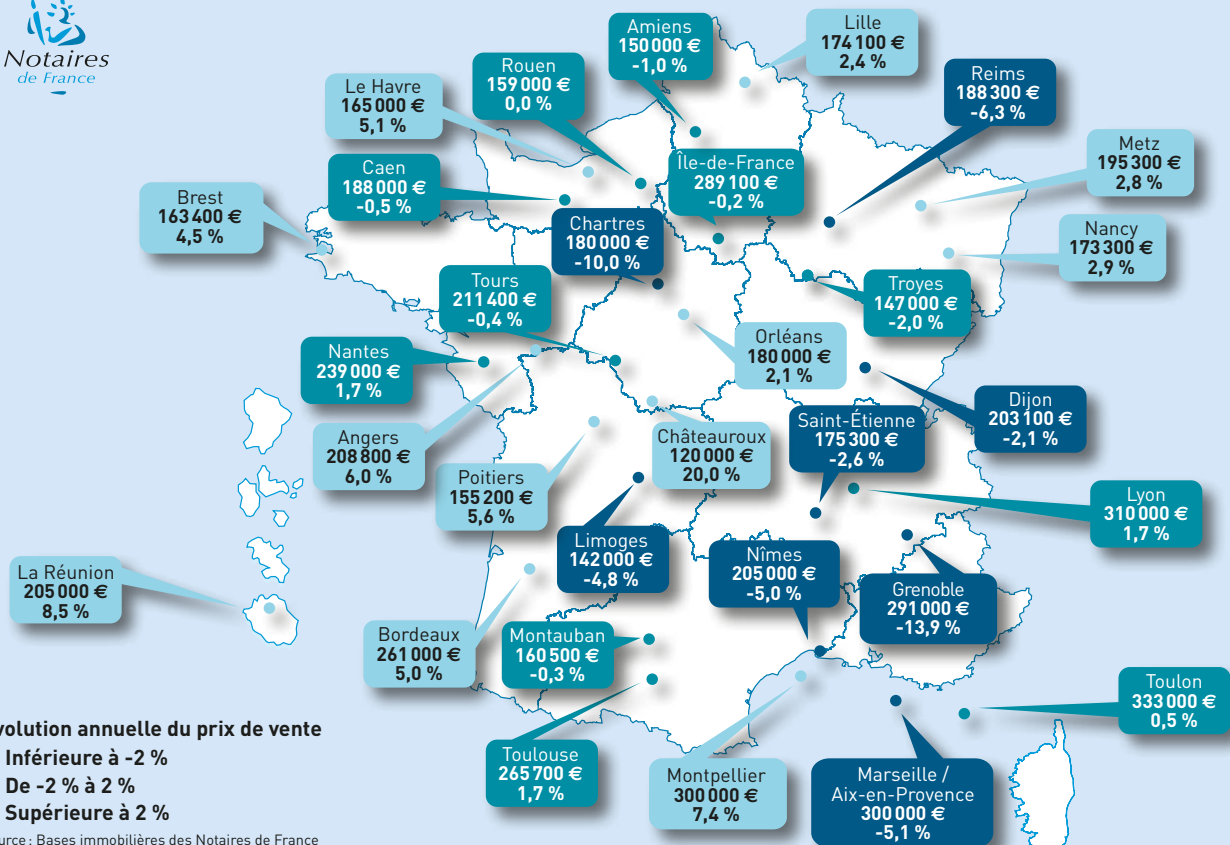 Notaires
de France
Amiens
150 000 €
-1,0 %
Lille
174 100 €
2,4 %
Rouen
159 000 €
0,0 %
Reims
188 300 €
-6,3 %
Le Havre
165 000 €
5,1 %
Metz
195 300 €
2,8 %
Caen
188 000 €
-0,5 %
Île-de-France
289 100 €
-0,2 %
Brest
163 400 €
4,5 %
Chartres
180 000 €
-10,0 %
Nancy
173 300 €
2,9 %
Tours
211 400 €
-0,4 %
Troyes
147 000 €
-2,0 %
Orléans
180 000 €
2,1 %
Nantes
239 000 €
1,7 %
Dijon
203 100 €
-2,1 %
Angers
208 800 €
6,0 %
Châteauroux
120 000 €
20,0 %
Saint-Étienne
175 300 €
-2,6 %
Poitiers
155 200 €
5,6 %
Lyon
310 000 €
1,7 %
Limoges
142 000 €
-4,8 %
Nîmes
205 000 €
-5,0 %
La Réunion
205 000 €
8,5 %
Grenoble
291 000 €
-13,9 %
Bordeaux
261 000 €
5,0 %
Montauban
160 500 €
-0,3 %
Toulon
333 000 €
0,5 %
Toulouse
265 700 €
1,7 %
Montpellier
300 000 €
7,4 %
Marseille /
Aix-en-Provence
300 000 €
-5,1 %
volution annuelle du prix de vente
Inférieure à -2 %
De -2 % à 2 %
Supérieure à 2 %
urce : Bases immobilières des Notaires de France